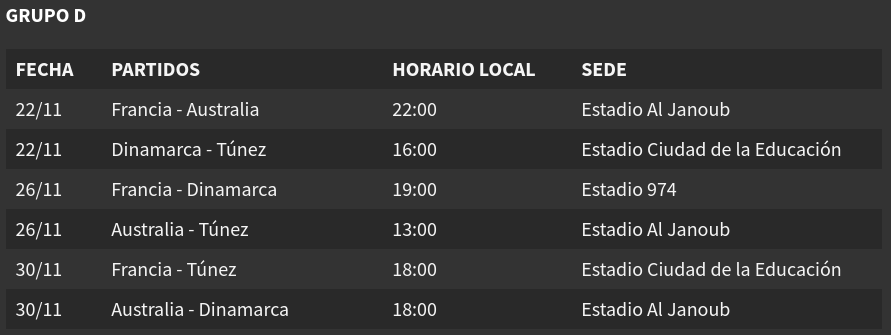 GRUPO D
FECHA PARTIDOS HORARIO LOCAL SEDE
22/11 Francia - Australia 22:00 Estadio Al Janoub
22/11 Dinamarca - Túnez 16:00 Estadio Ciudad de la Educación
26/11 Francia - Dinamarca 19:00 Estadio 974
26/11 Australia - Túnez 13:00 Estadio Al Janoub
30/11 Francia - Túnez 18:00 Estadio Ciudad de la Educación
30/11 Australia - Dinamarca 18:00 Estadio Al Janoub